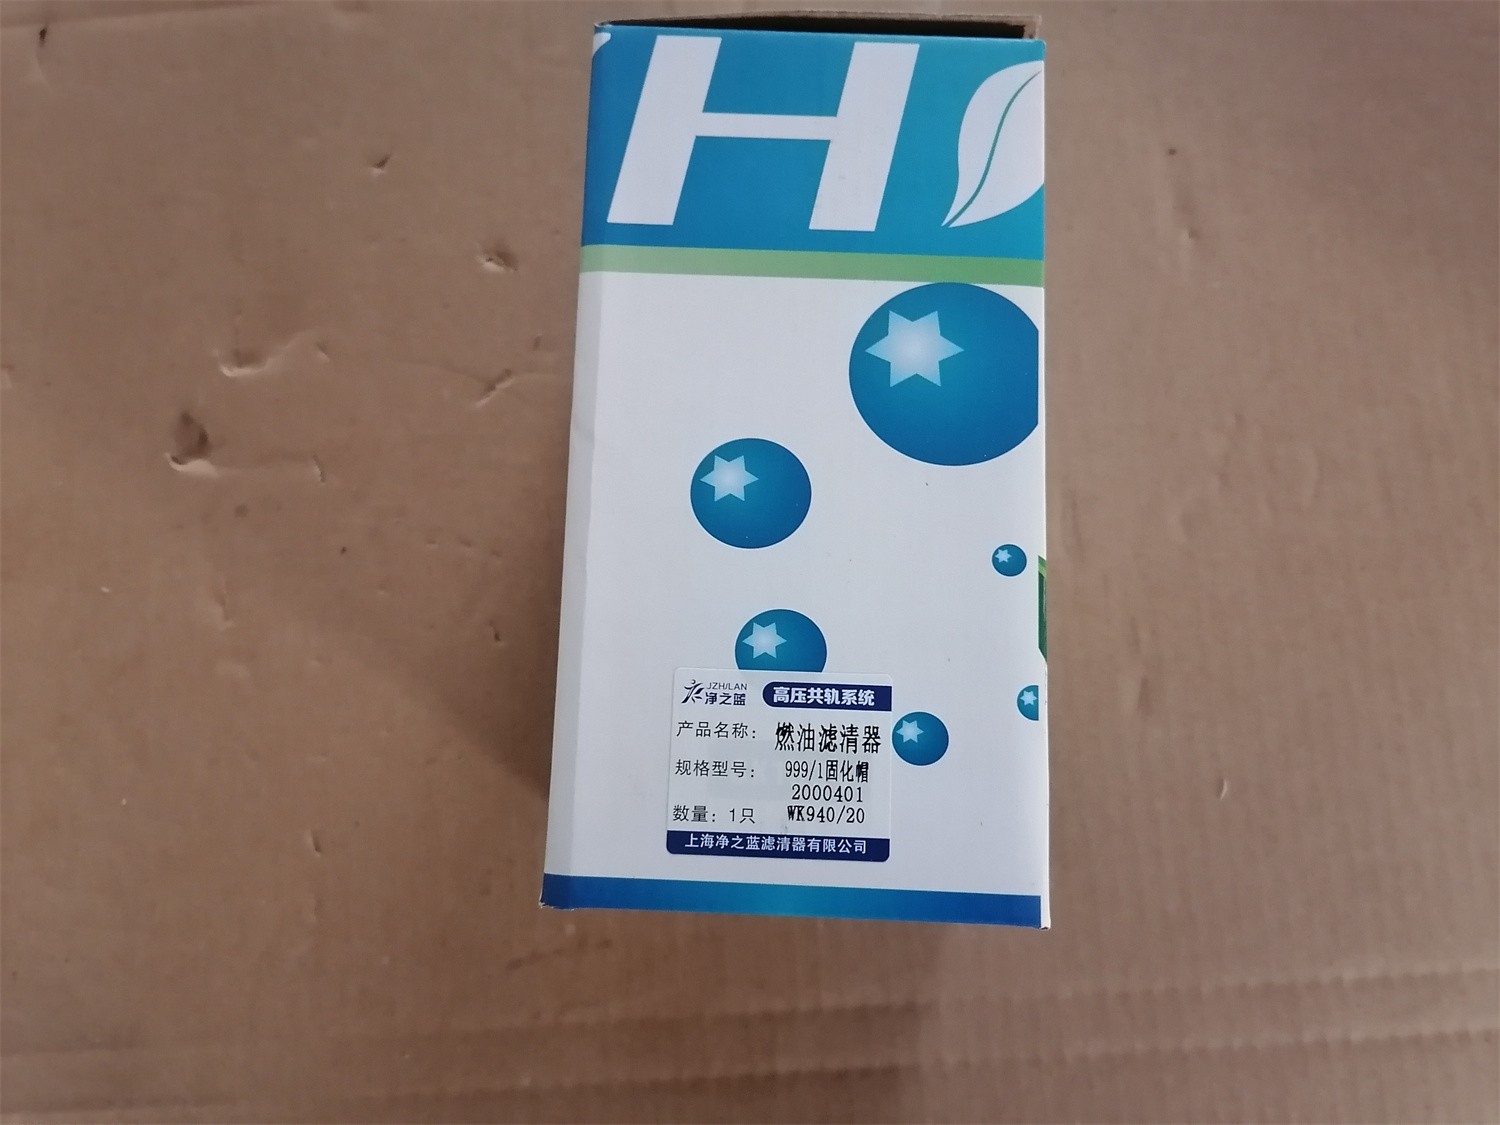 H
JZH/LAN
净之蓝
高压共轨系统
产品名称： 燃油滤清器
规格型号： 999/1固化帽
2000401
数量：1只 WK940/20
上海净之蓝滤清器有限公司